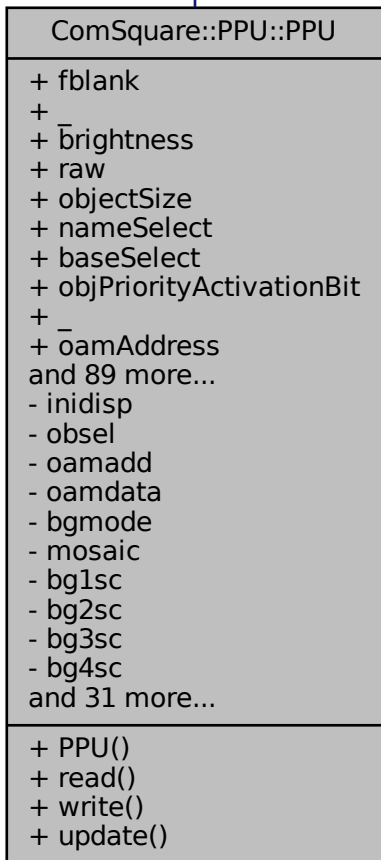 ComSquare::PPU::PPU
+ fblank
+ _
+ brightness
+ raw
+ objectSize
+ nameSelect
+ baseSelect
+ objPriorityActivationBit
+ _
+ oamAddress
and 89 more...
- inidisp
- obsel
- oamadd
- oamdata
- bgmode
- mosaic
- bg1sc
- bg2sc
- bg3sc
- bg4sc
and 31 more...
+ PPU()
+ read()
+ write()
+ update()